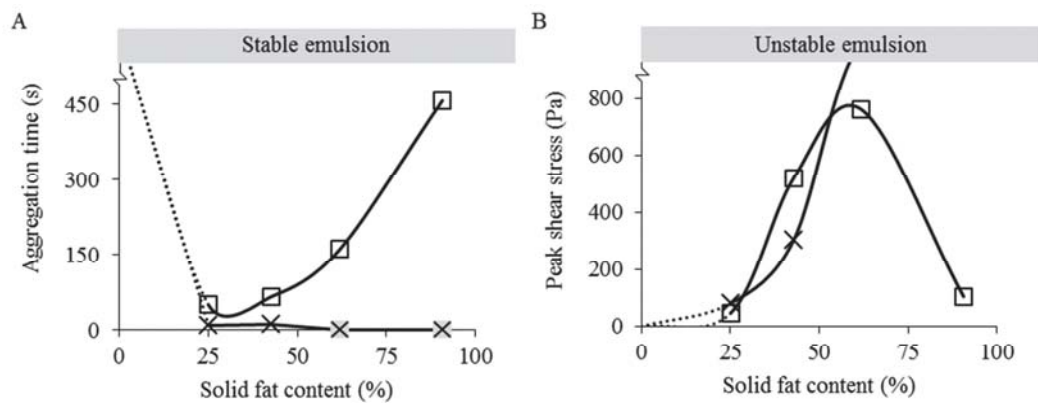 A
Stable emulsion
Aggregation time (s)
450
300
150
0
0 25 50 75 100
Solid fat content (%)
B
Unstable emulsion
Peak shear stress (Pa)
800
600
400
200
0
0 25 50 75 100
Solid fat content (%)